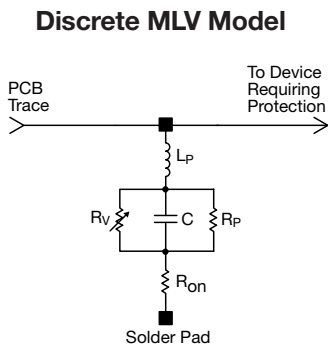 Discrete MLV Model
PCB
Trace
To Device
Requiring
Protection
LP
RV
C
RP
Ron
Solder Pad